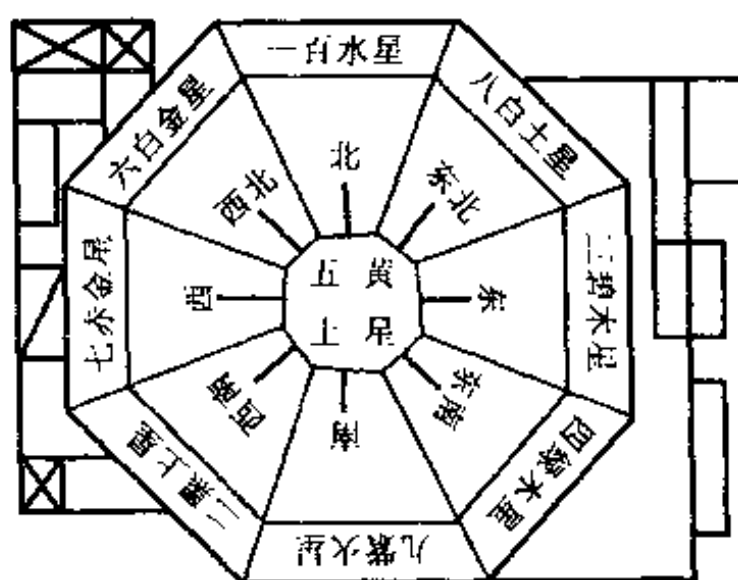 一白水星
八白土星
三碧木星
四绿木星
九紫火星
二黑土星
七赤金星
六白金星
北
东北
东
东南
南
西南
西
西北
五黄
土星